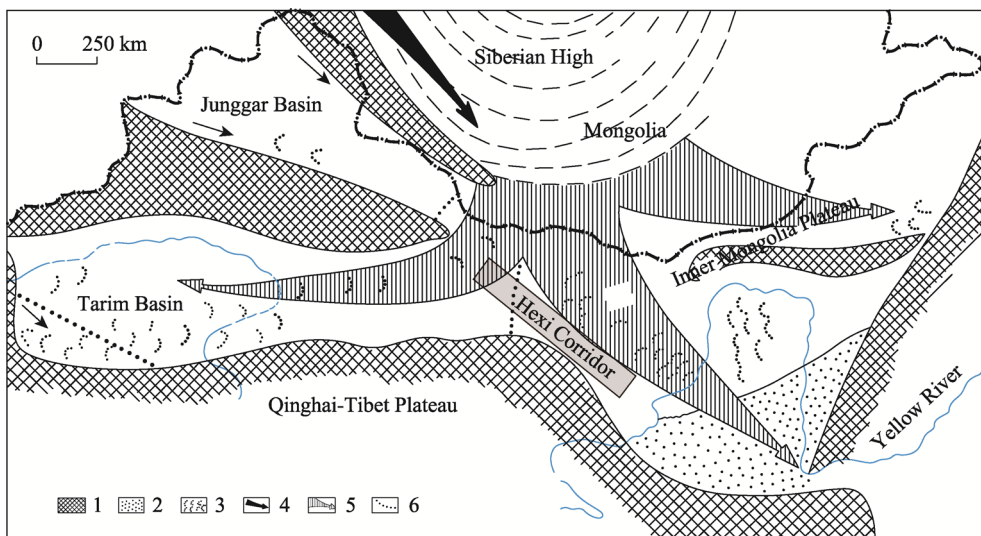 0 250 km
Siberian High
Junggar Basin
Mongolia
Inner Mongolia Plateau
Tarim Basin
Hexi Corridor
Qinghai-Tibet Plateau
Yellow River
1 2 3 4 5 6